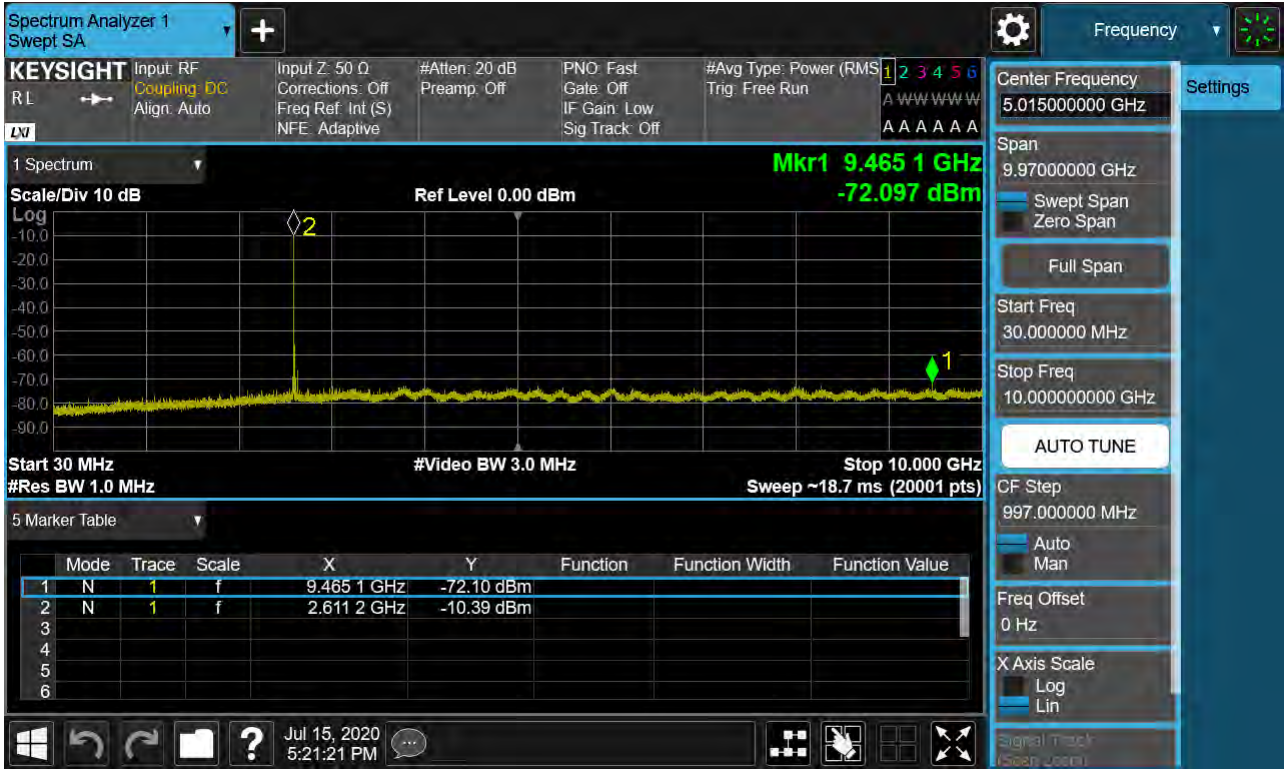 Spectrum Analyzer 1
Swept SA
+
Frequency
KEYSIGHT
RL
LXI
Input: RF
Coupling: DC
Align: Auto
Input Z: 50 Ω
Corrections: Off
Freq Ref: Int (S)
NFE: Adaptive
#Atten: 20 dB
Preamp: Off
PNO: Fast
Gate: Off
IF Gain: Low
Sig Track: Off
#Avg Type: Power (RMS
Trig: Free Run
1 2 3 4 5 6
A W W W W W
A A A A A A
1 Spectrum
Scale/Div 10 dB
Ref Level 0.00 dBm
Mkr1 9.465 1 GHz
-72.097 dBm
Log
-10.0
-20.0
-30.0
-40.0
-50.0
-60.0
-70.0
-80.0
-90.0
2
1
Start 30 MHz
#Video BW 3.0 MHz
Stop 10.000 GHz
#Res BW 1.0 MHz
Sweep ~18.7 ms (20001 pts)
5 Marker Table
Mode Trace Scale X Y Function Function Width Function Value
1 N 1 f 9.465 1 GHz -72.10 dBm
2 N 1 f 2.611 2 GHz -10.39 dBm
3
4
5
6
?
Jul 15, 2020
5:21:21 PM
Center Frequency
5.015000000 GHz
Span
9.97000000 GHz
Swept Span
Zero Span
Full Span
Start Freq
30.000000 MHz
Stop Freq
10.000000000 GHz
AUTO TUNE
CF Step
997.000000 MHz
Auto
Man
Freq Offset
0 Hz
X Axis Scale
Log
Lin
Signal Track
(Span Zoom)
Settings